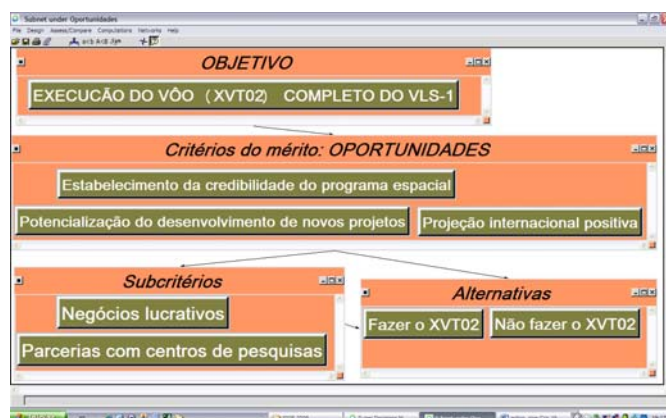 Subnet under Oportunidades
File Design Assess/Compare Computations Networks Help
OBJETIVO
EXECUCÃO DO VÔO ( XVT02) COMPLETO DO VLS-1
Critérios do mérito: OPORTUNIDADES
Estabelecimento da credibilidade do programa espacial
Potencialização do desenvolvimento de novos projetos
Projeção internacional positiva
Subcritérios
Negócios lucrativos
Parcerias com centros de pesquisas
Alternativas
Fazer o XVT02
Não fazer o XVT02